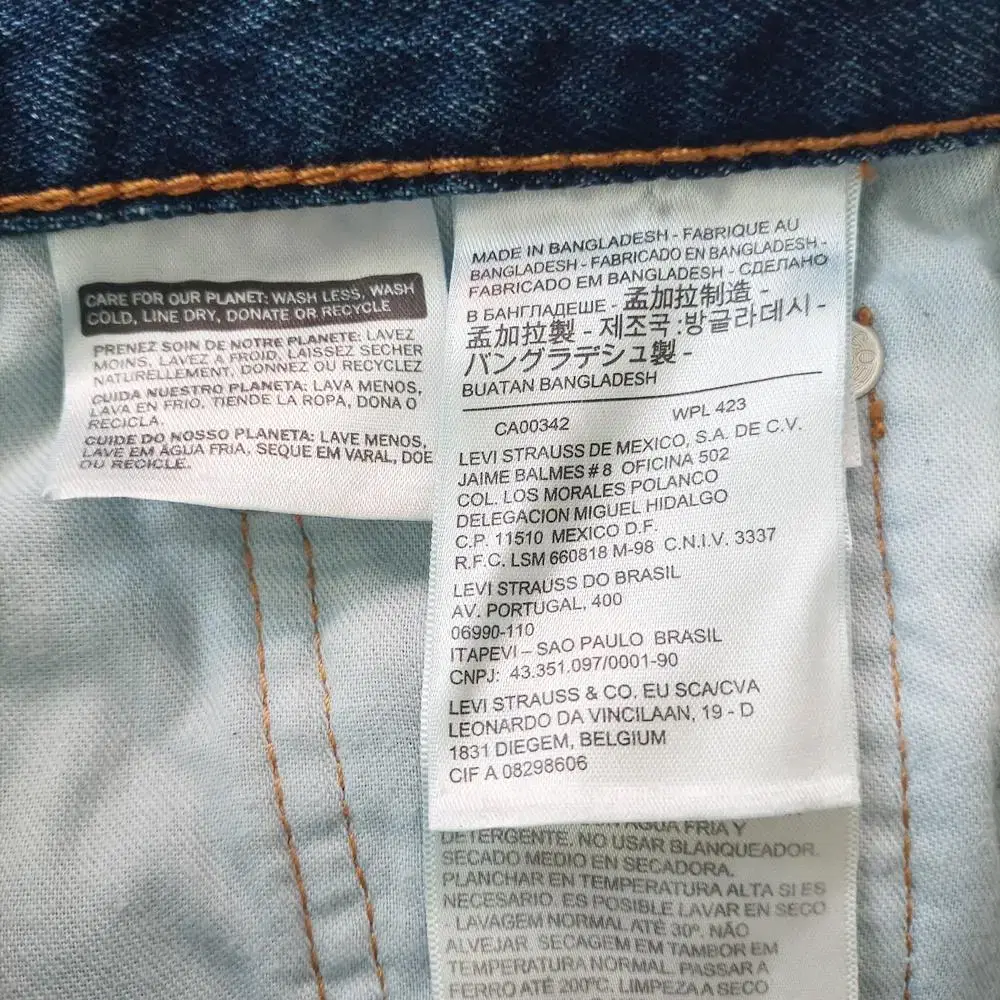 CARE FOR OUR PLANET: WASH LESS, WASH
COLD, LINE DRY, DONATE OR RECYCLE
PRENEZ SOIN DE NOTRE PLANETE: LAVEZ
MOINS, LAVEZ A FROID, LAISSEZ SECHER
NATURELLEMENT, DONNEZ OU RECYCLEZ
CUIDA NUESTRO PLANETA: LAVA MENOS,
LAVA EN FRIO, TIENDE LA ROPA, DONA O
RECICLA.
CUIDE DO NOSSO PLANETA: LAVE MENOS,
LAVE EM ÁGUA FRIA, SEQUE EM VARAL, DOE
OU RECICLE.
MADE IN BANGLADESH - FABRIQUE AU
BANGLADESH - FABRICADO EN BANGLADESH -
FABRICADO EM BANGLADESH - СДЕЛАНО
В БАНГЛАДЕШЕ - 孟加拉制造 -
孟加拉製 - 제조국 :방글라데시 -
バングラデシュ製 -
BUATAN BANGLADESH
CA00342 WPL 423
LEVI STRAUSS DE MEXICO, S.A. DE C.V.
JAIME BALMES # 8 OFICINA 502
COL. LOS MORALES POLANCO
DELEGACION MIGUEL HIDALGO
C.P. 11510 MEXICO D.F.
R.F.C. LSM 660818 M-98 C.N.I.V. 3337
LEVI STRAUSS DO BRASIL
AV. PORTUGAL, 400
06990-110
ITAPEVI – SAO PAULO BRASIL
CNPJ: 43.351.097/0001-90
LEVI STRAUSS & CO. EU SCA/CVA
LEONARDO DA VINCILAAN, 19 - D
1831 DIEGEM, BELGIUM
CIF A 08298606
AGUA FRIA Y
DETERGENTE. NO USAR BLANQUEADOR.
SECADO MEDIO EN SECADORA.
PLANCHAR EN TEMPERATURA ALTA SI ES
NECESARIO. ES POSIBLE LAVAR EN SECO
LAVAGEM NORMAL ATÉ 30º. NÃO
ALVEJAR. SECAGEM EM TAMBOR EM
TEMPERATURA NORMAL. PASSAR A
FERRO ATÉ 200ºC. LIMPEZA A SECO